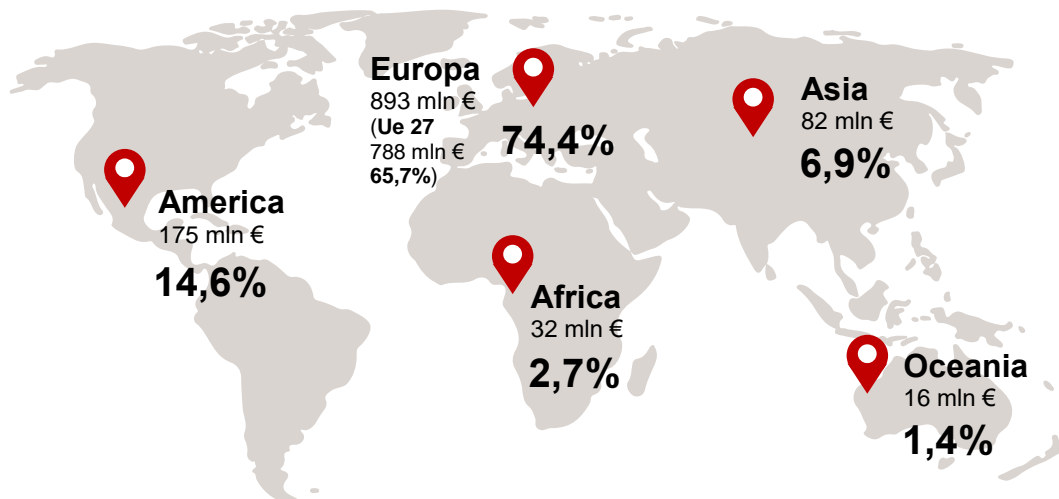 Europa
893 mln €
(Ue 27
788 mln €
65,7%)
74,4%
Asia
82 mln €
6,9%
America
175 mln €
14,6%
Africa
32 mln €
2,7%
Oceania
16 mln €
1,4%